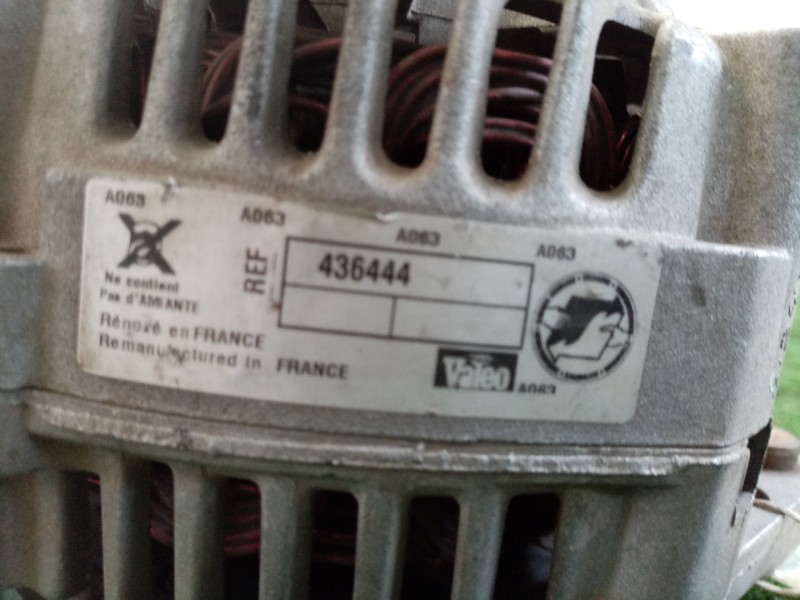 A063
A063
A063
A063
Ne contient
Pas d'AMIANTE
REF
436444
Rénové en FRANCE
Remanufactured in FRANCE
Valeo
A063